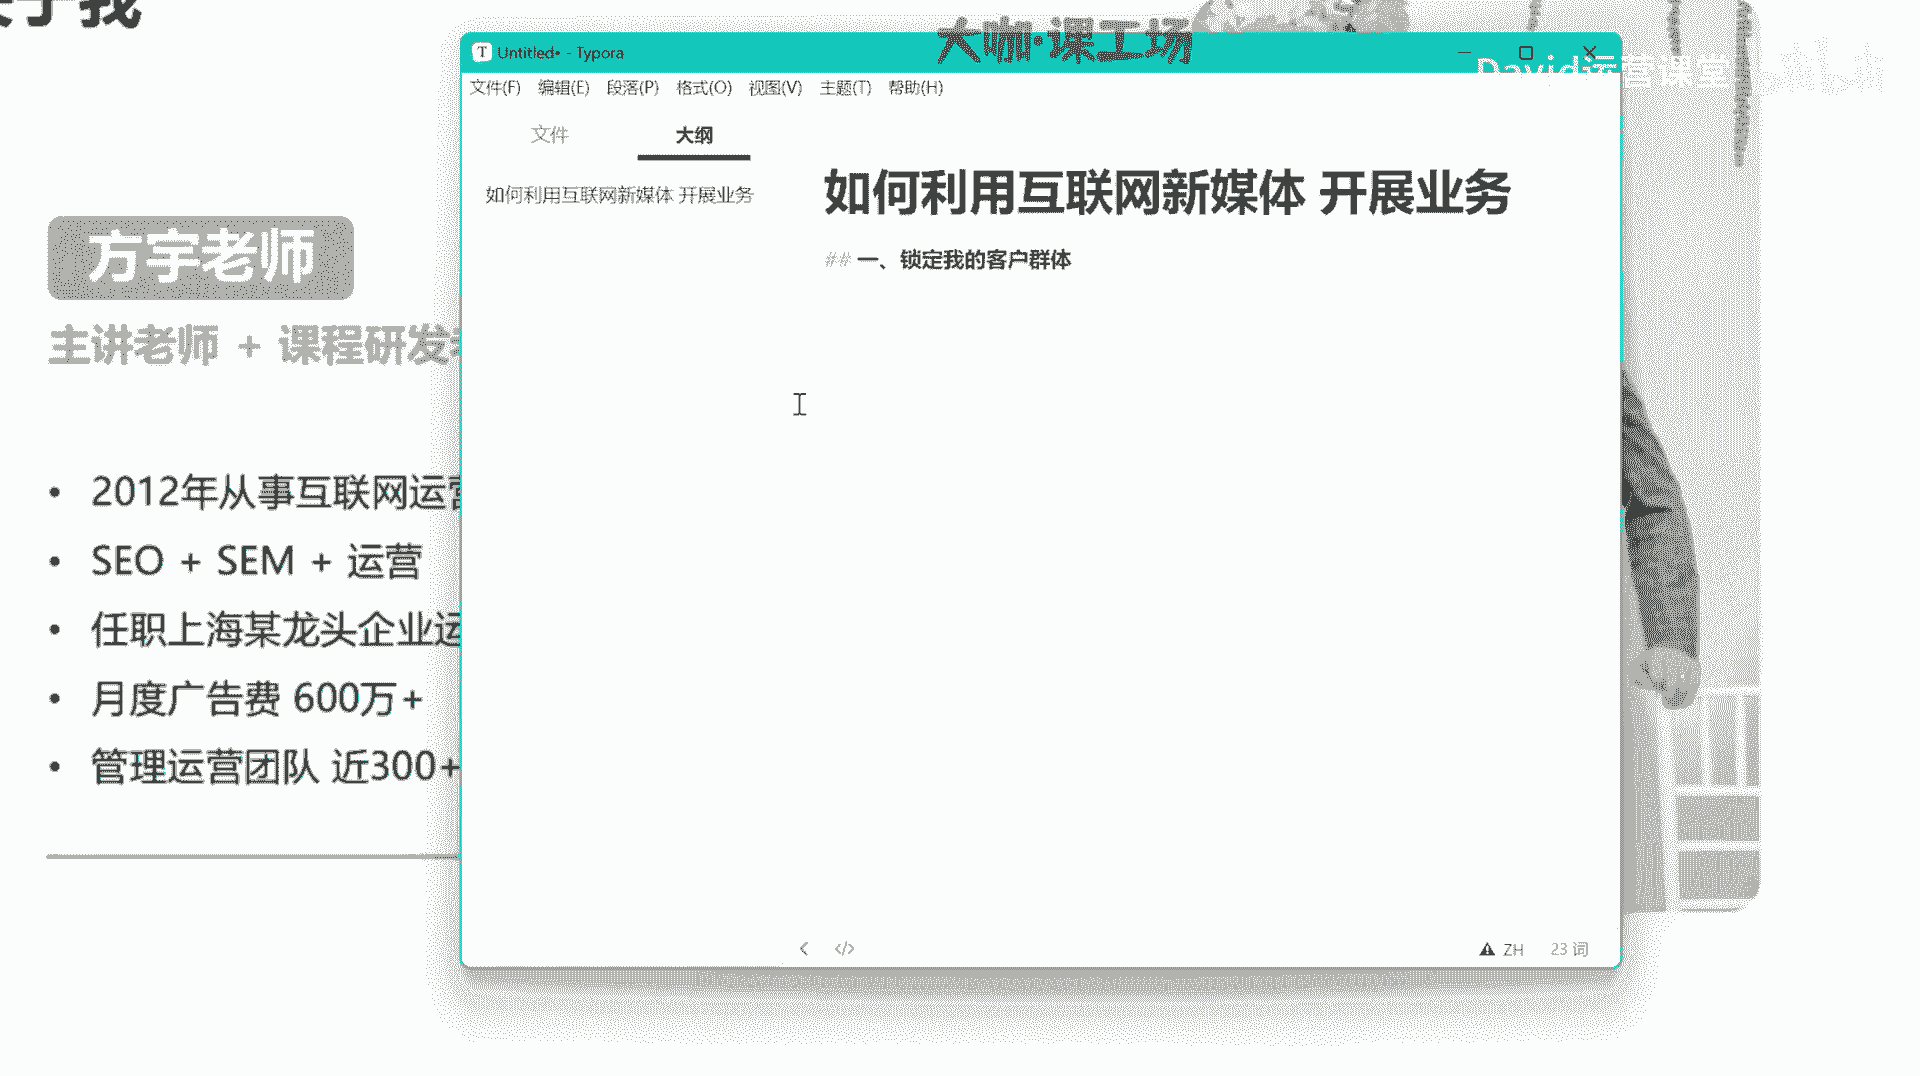 于我
大咖·课工场
Untitled• - Typora
David运营课堂
文件(F) 编辑(E) 段落(P) 格式(O) 视图(V) 主题(T) 帮助(H)
文件 大纲
如何利用互联网新媒体 开展业务
如何利用互联网新媒体 开展业务
## 一、锁定我的客户群体
方宇老师
主讲老师 + 课程研发
2012年从事互联网运营
SEO + SEM + 运营
任职上海某龙头企业运
月度广告费 600万+
管理运营团队 近300+
ZH 23 词